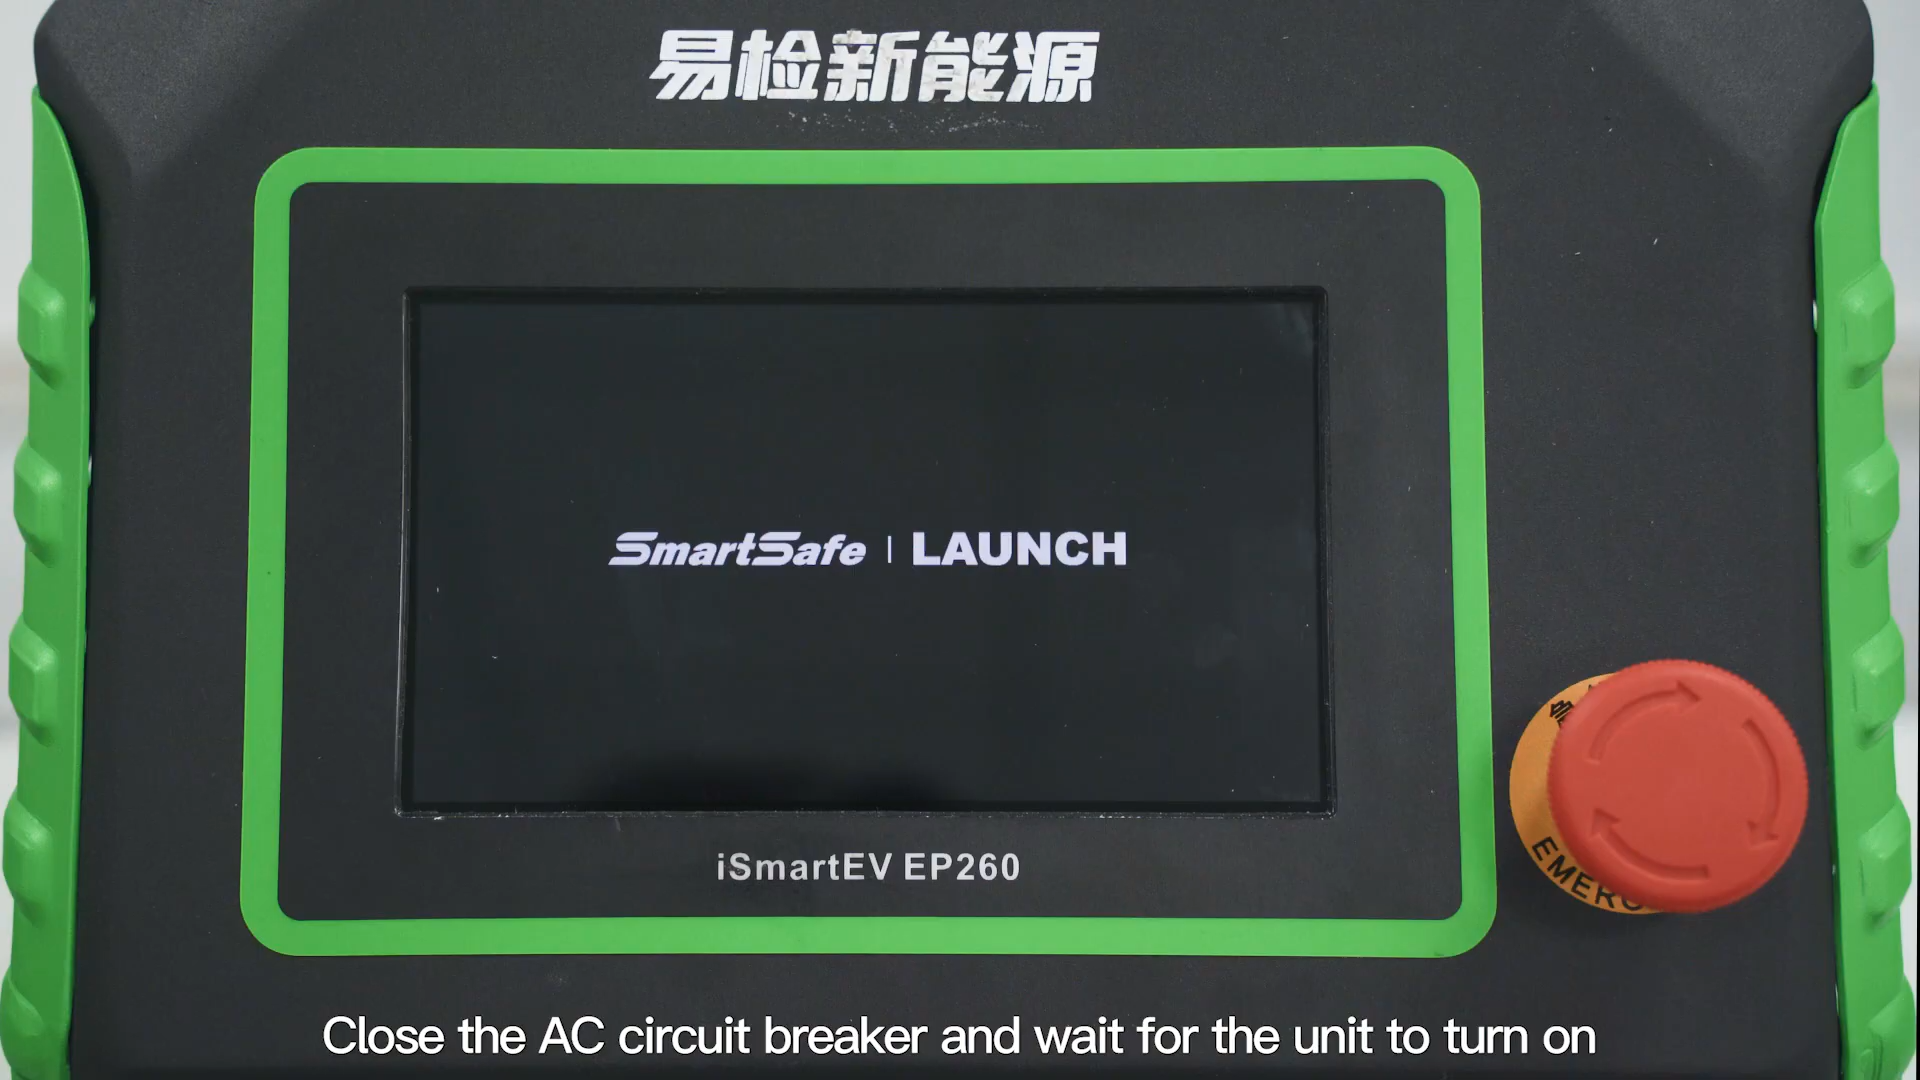 易检新能源
SmartSafe | LAUNCH
iSmartEV EP260
Close the AC circuit breaker and wait for the unit to turn on